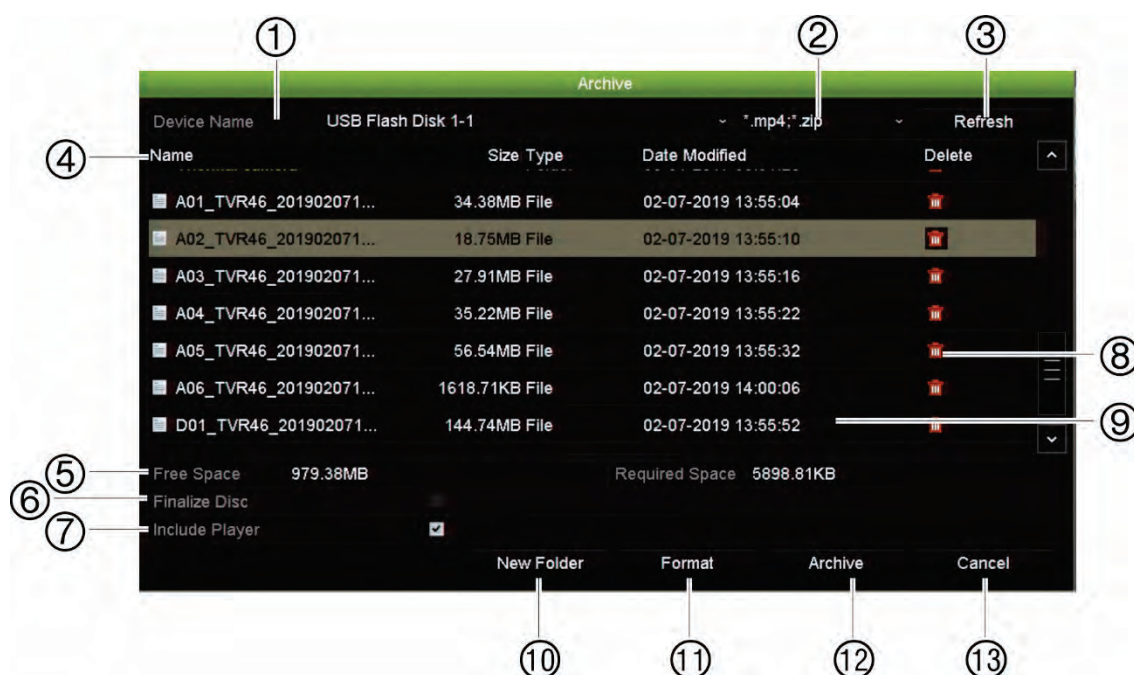 ① ② ③
Archive
Device Name USB Flash Disk 1-1 *.mp4;*.zip Refresh
④ Name Size Type Date Modified Delete
A01_TVR46_201902071... 34.38MB File 02-07-2019 13:55:04
A02_TVR46_201902071... 18.75MB File 02-07-2019 13:55:10
A03_TVR46_201902071... 27.91MB File 02-07-2019 13:55:16
A04_TVR46_201902071... 35.22MB File 02-07-2019 13:55:22
A05_TVR46_201902071... 56.54MB File 02-07-2019 13:55:32 ⑧
A06_TVR46_201902071... 1618.71KB File 02-07-2019 14:00:06
D01_TVR46_201902071... 144.74MB File 02-07-2019 13:55:52 ⑨
⑤ Free Space 979.38MB Required Space 5898.81KB
⑥ Finalize Disc
⑦ Include Player
New Folder Format Archive Cancel
⑩ ⑪ ⑫ ⑬